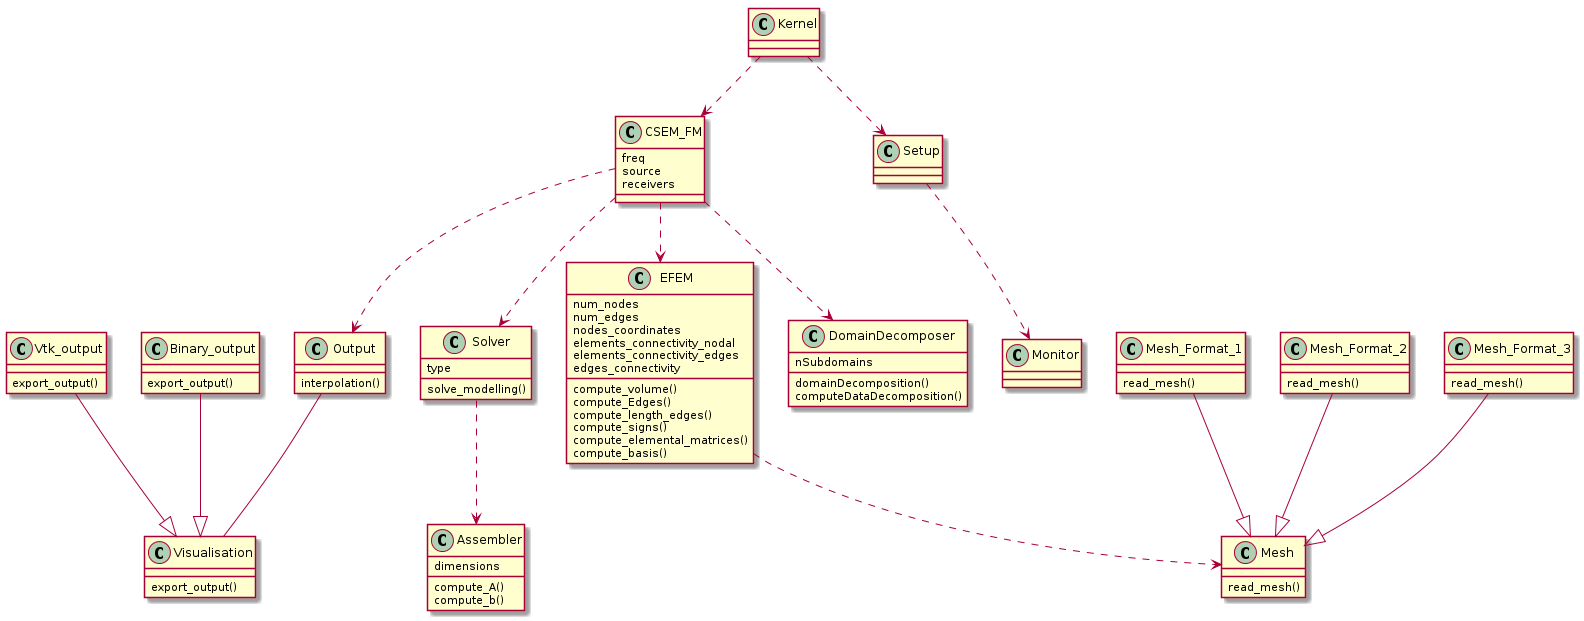 C Kernel
C CSEM_FM
freq
source
receivers
C Setup
C Vtk_output
export_output()
C Binary_output
export_output()
C Output
interpolation()
C Solver
type
solve_modelling()
C EFEM
num_nodes
num_edges
nodes_coordinates
elements_connectivity_nodal
elements_connectivity_edges
edges_connectivity
compute_volume()
compute_Edges()
compute_length_edges()
compute_signs()
compute_elemental_matrices()
compute_basis()
C DomainDecomposer
nSubdomains
domainDecomposition()
computeDataDecomposition()
C Monitor
C Mesh_Format_1
read_mesh()
C Mesh_Format_2
read_mesh()
C Mesh_Format_3
read_mesh()
C Visualisation
export_output()
C Assembler
dimensions
compute_A()
compute_b()
C Mesh
read_mesh()